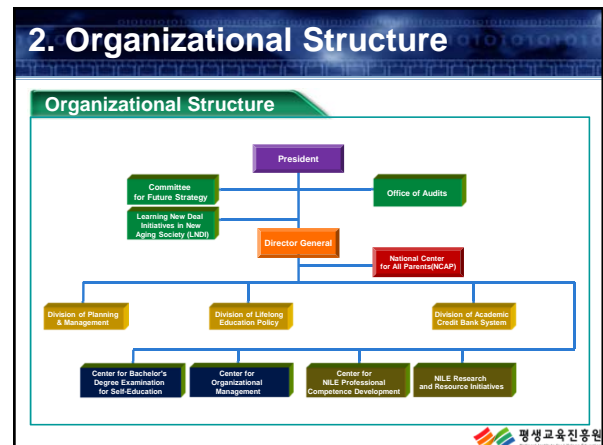 2. Organizational Structure
Organizational Structure
President
Committee
for Future Strategy
Office of Audits
Learning New Deal
Initiatives in New
Aging Society (LNDI)
Director General
National Center
for All Parents(NCAP)
Division of Planning
& Management
Division of Lifelong
Education Policy
Division of Academic
Credit Bank System
Center for Bachelor's
Degree Examination
for Self-Education
Center for
Organizational
Management
Center for
NILE Professional
Competence Development
NILE Research
and Resource Initiatives
평생교육진흥원